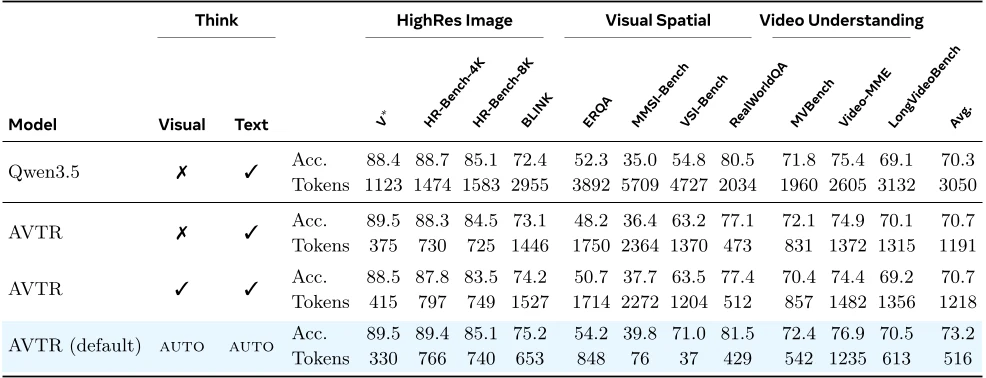 Think HighRes Image Visual Spatial Video Understanding
Model Visual Text V* HR-Bench-4K HR-Bench-8K BLINK ERQA MMSI-Bench VSI-Bench RealWorldQA MVBench Video-MME LongVideoBench Avg.
Qwen3.5 ✗ ✓ Acc. 88.4 88.7 85.1 72.4 52.3 35.0 54.8 80.5 71.8 75.4 69.1 70.3
Tokens 1123 1474 1583 2955 3892 5709 4727 2034 1960 2605 3132 3050
AVTR ✗ ✓ Acc. 89.5 88.3 84.5 73.1 48.2 36.4 63.2 77.1 72.1 74.9 70.1 70.7
Tokens 375 730 725 1446 1750 2364 1370 473 831 1372 1315 1191
AVTR ✓ ✓ Acc. 88.5 87.8 83.5 74.2 50.7 37.7 63.5 77.4 70.4 74.4 69.2 70.7
Tokens 415 797 749 1527 1714 2272 1204 512 857 1482 1356 1218
AVTR (default) AUTO AUTO Acc. 89.5 89.4 85.1 75.2 54.2 39.8 71.0 81.5 72.4 76.9 70.5 73.2
Tokens 330 766 740 653 848 76 37 429 542 1235 613 516